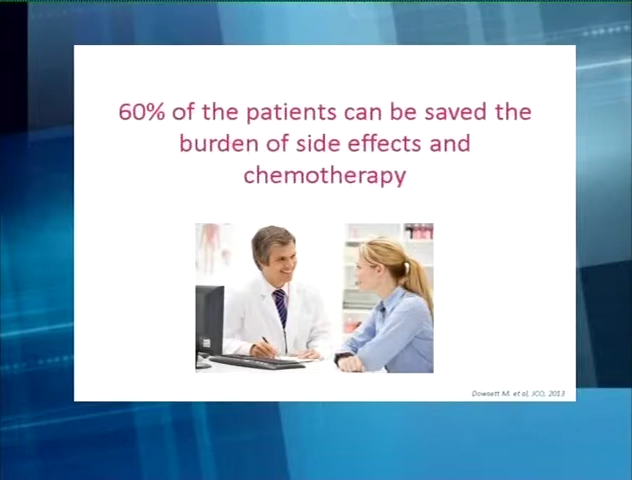 60% of the patients can be saved the
burden of side effects and
chemotherapy
Dowsett M. et al, JCO, 2013